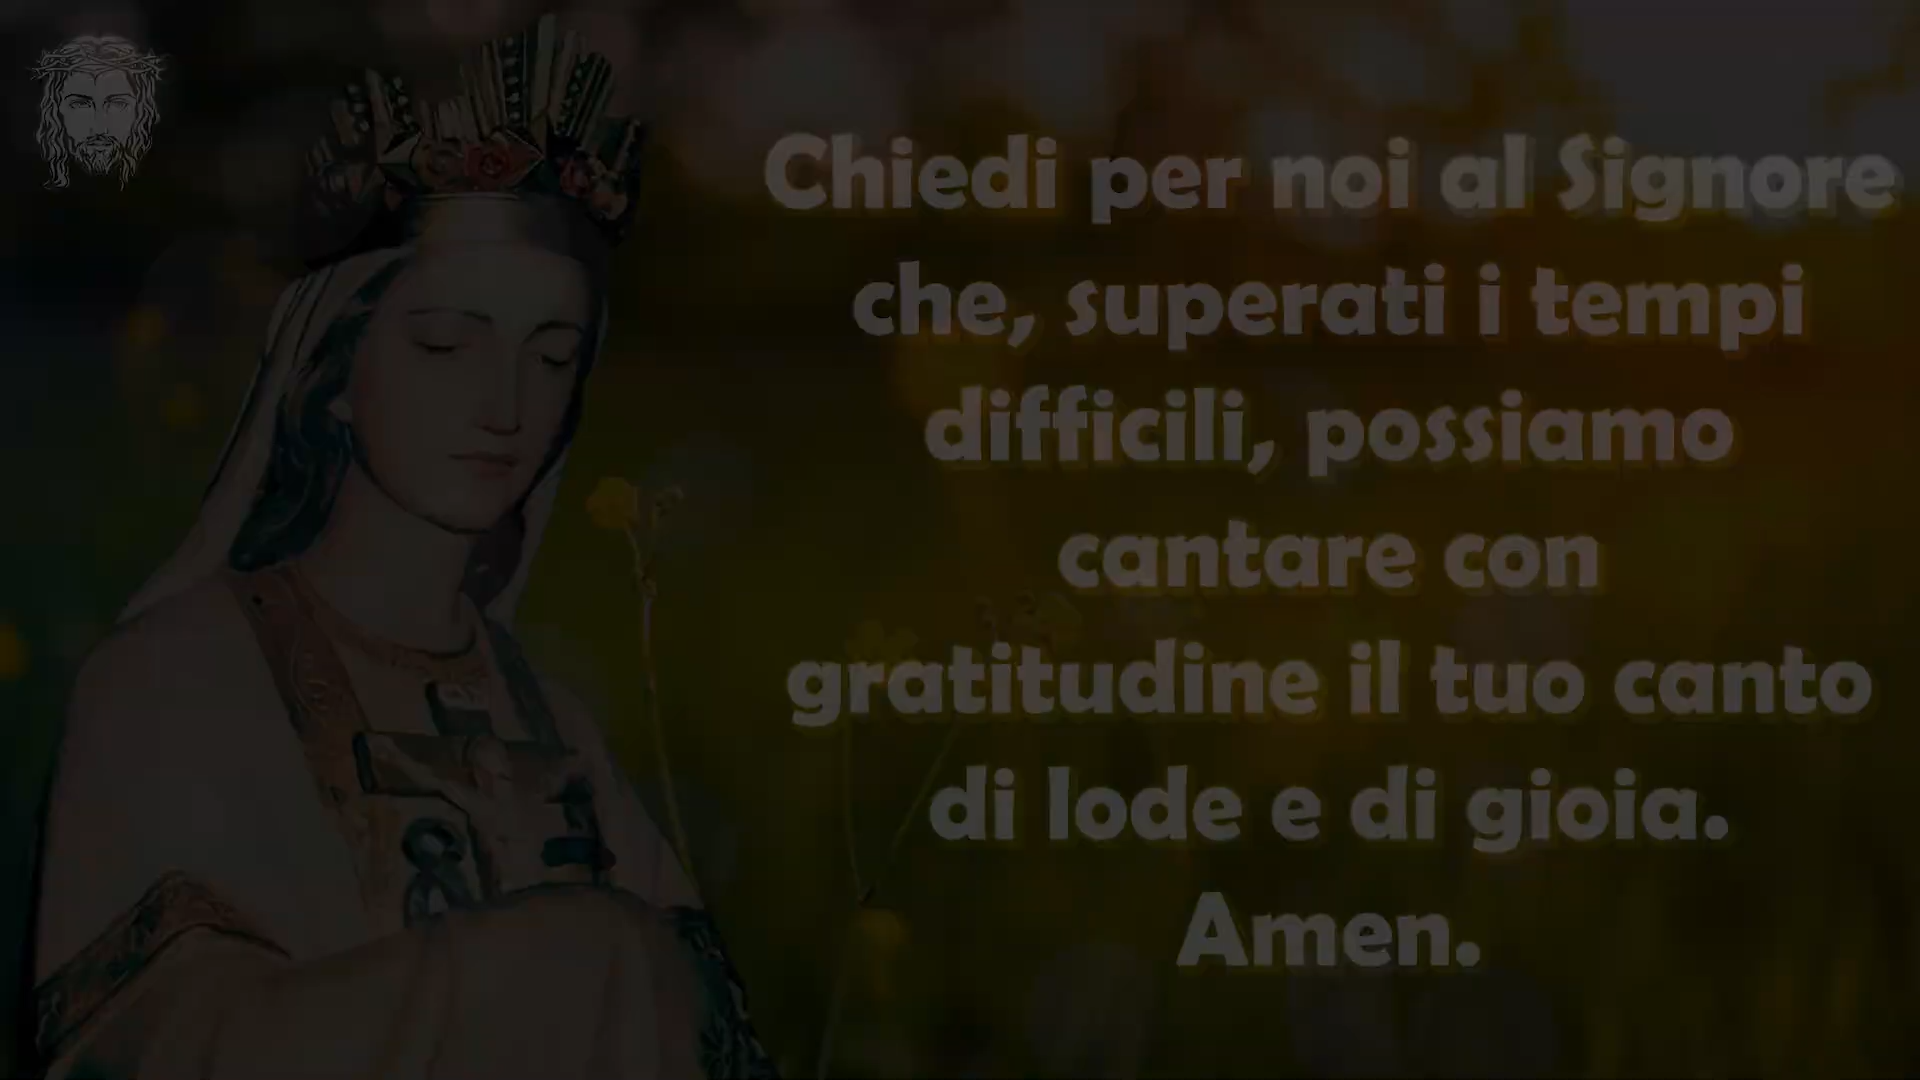 Chiedi per noi al Signore
che, superati i tempi
difficili, possiamo
cantare con
gratitudine il tuo canto
di lode e di gioia.
Amen.